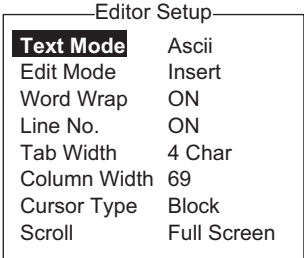 Editor Setup
Text Mode Ascii
Edit Mode Insert
Word Wrap ON
Line No. ON
Tab Width 4 Char
Column Width 69
Cursor Type Block
Scroll Full Screen